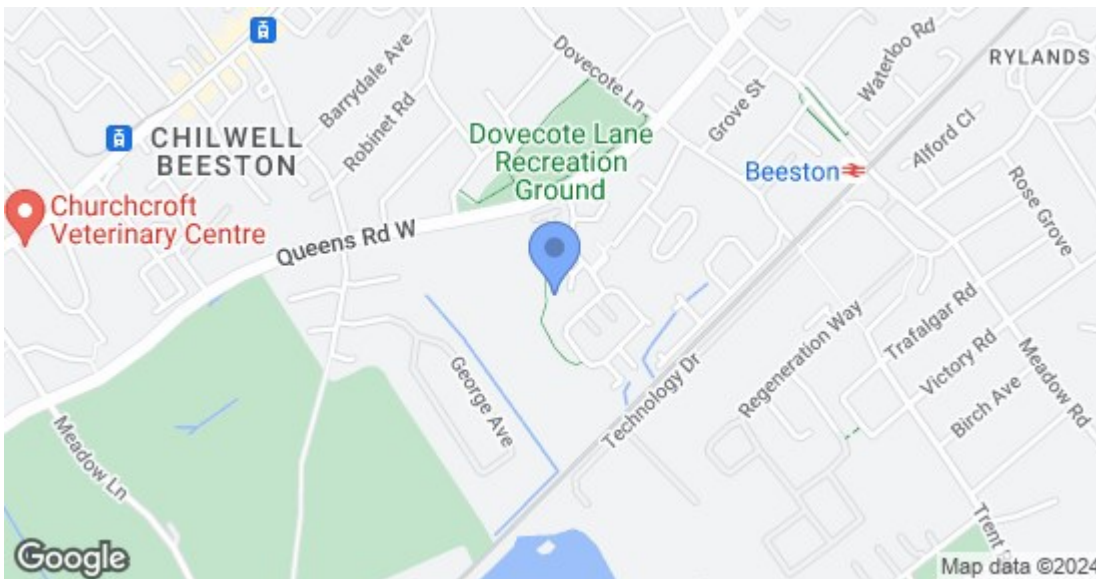 Dovecote Ln
Waterloo Rd
RYLANDS
Barrydale Ave
Grove St
CHILWELL
BEESTON
Robinet Rd
Dovecote Lane
Recreation
Ground
Alford Cl
Beeston
Rose Grove
Churchcroft
Veterinary Centre
Queens Rd W
Trafalgar Rd
Regeneration Way
Victory Rd
Meadow Rd
George Ave
Technology Dr
Birch Ave
Meadow Ln
Trent
Google
Map data ©2024